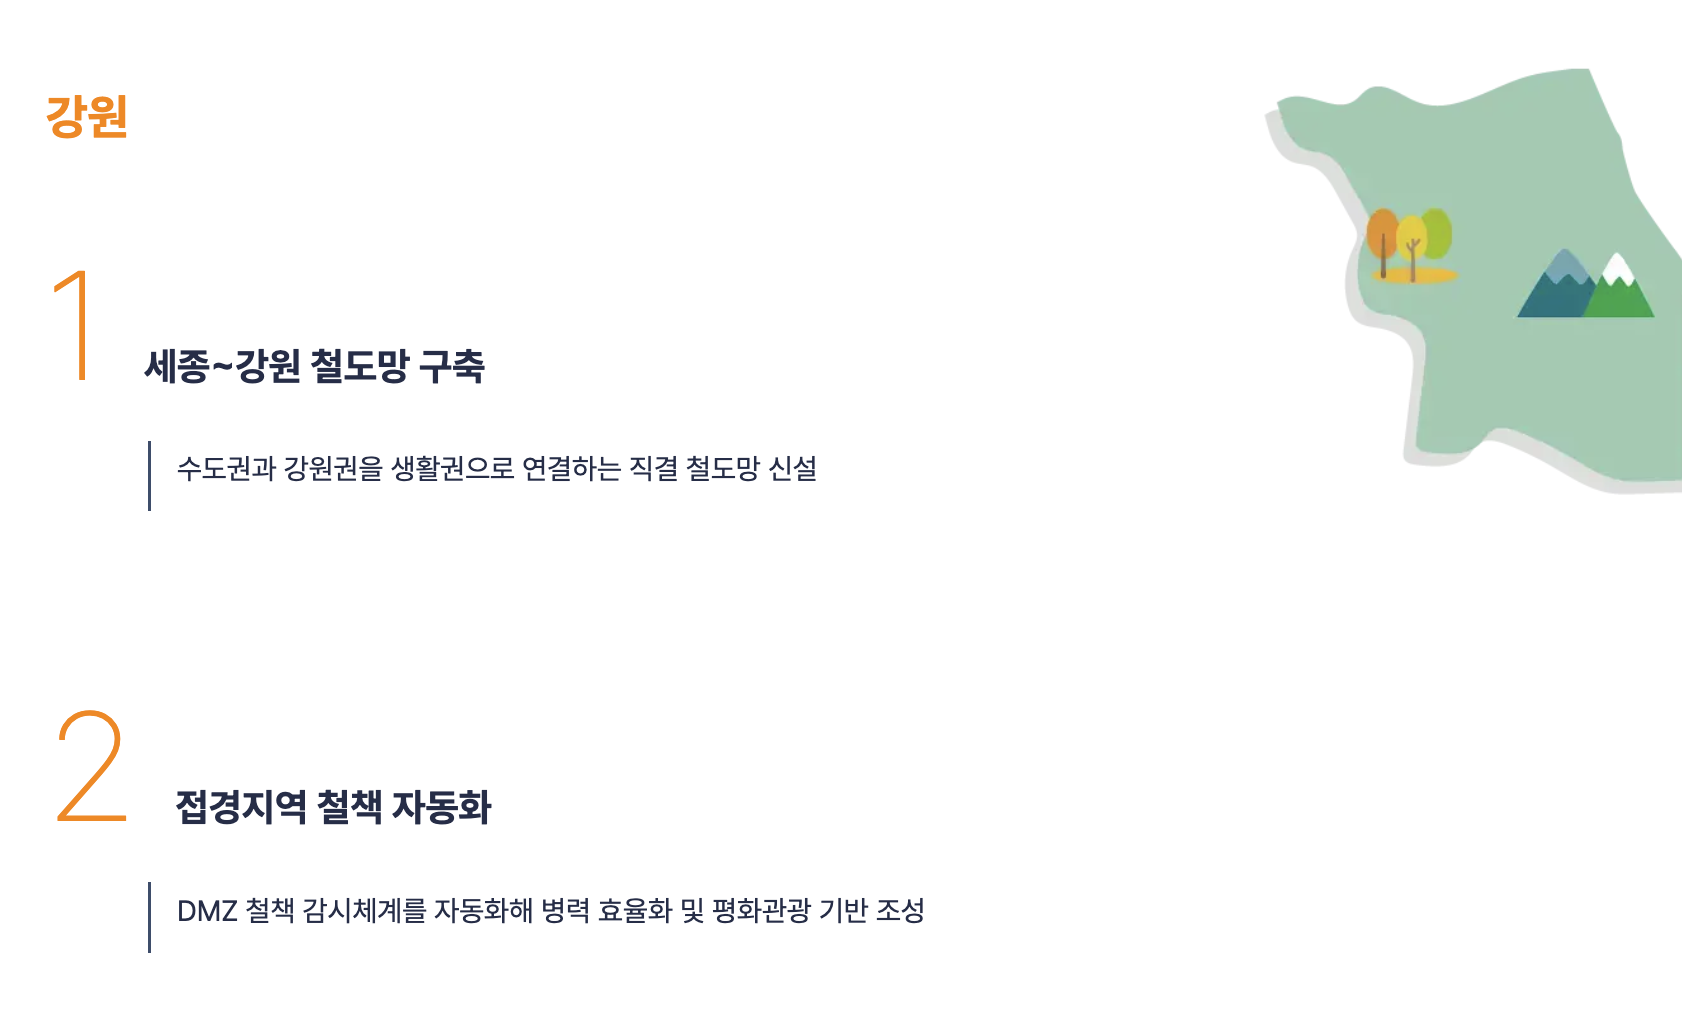 강원
1
세종~강원 철도망 구축
수도권과 강원권을 생활권으로 연결하는 직결 철도망 신설
2
접경지역 철책 자동화
DMZ 철책 감시체계를 자동화해 병력 효율화 및 평화관광 기반 조성